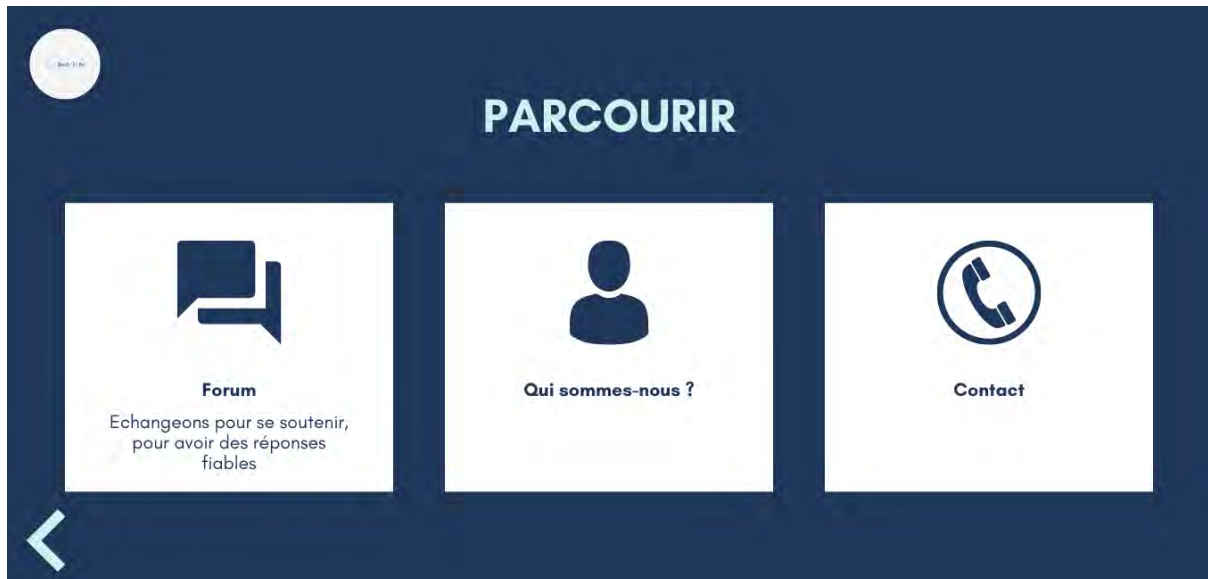 PARCOURIR
Forum
Echangeons pour se soutenir,
pour avoir des réponses
fiables
Qui sommes-nous ?
Contact